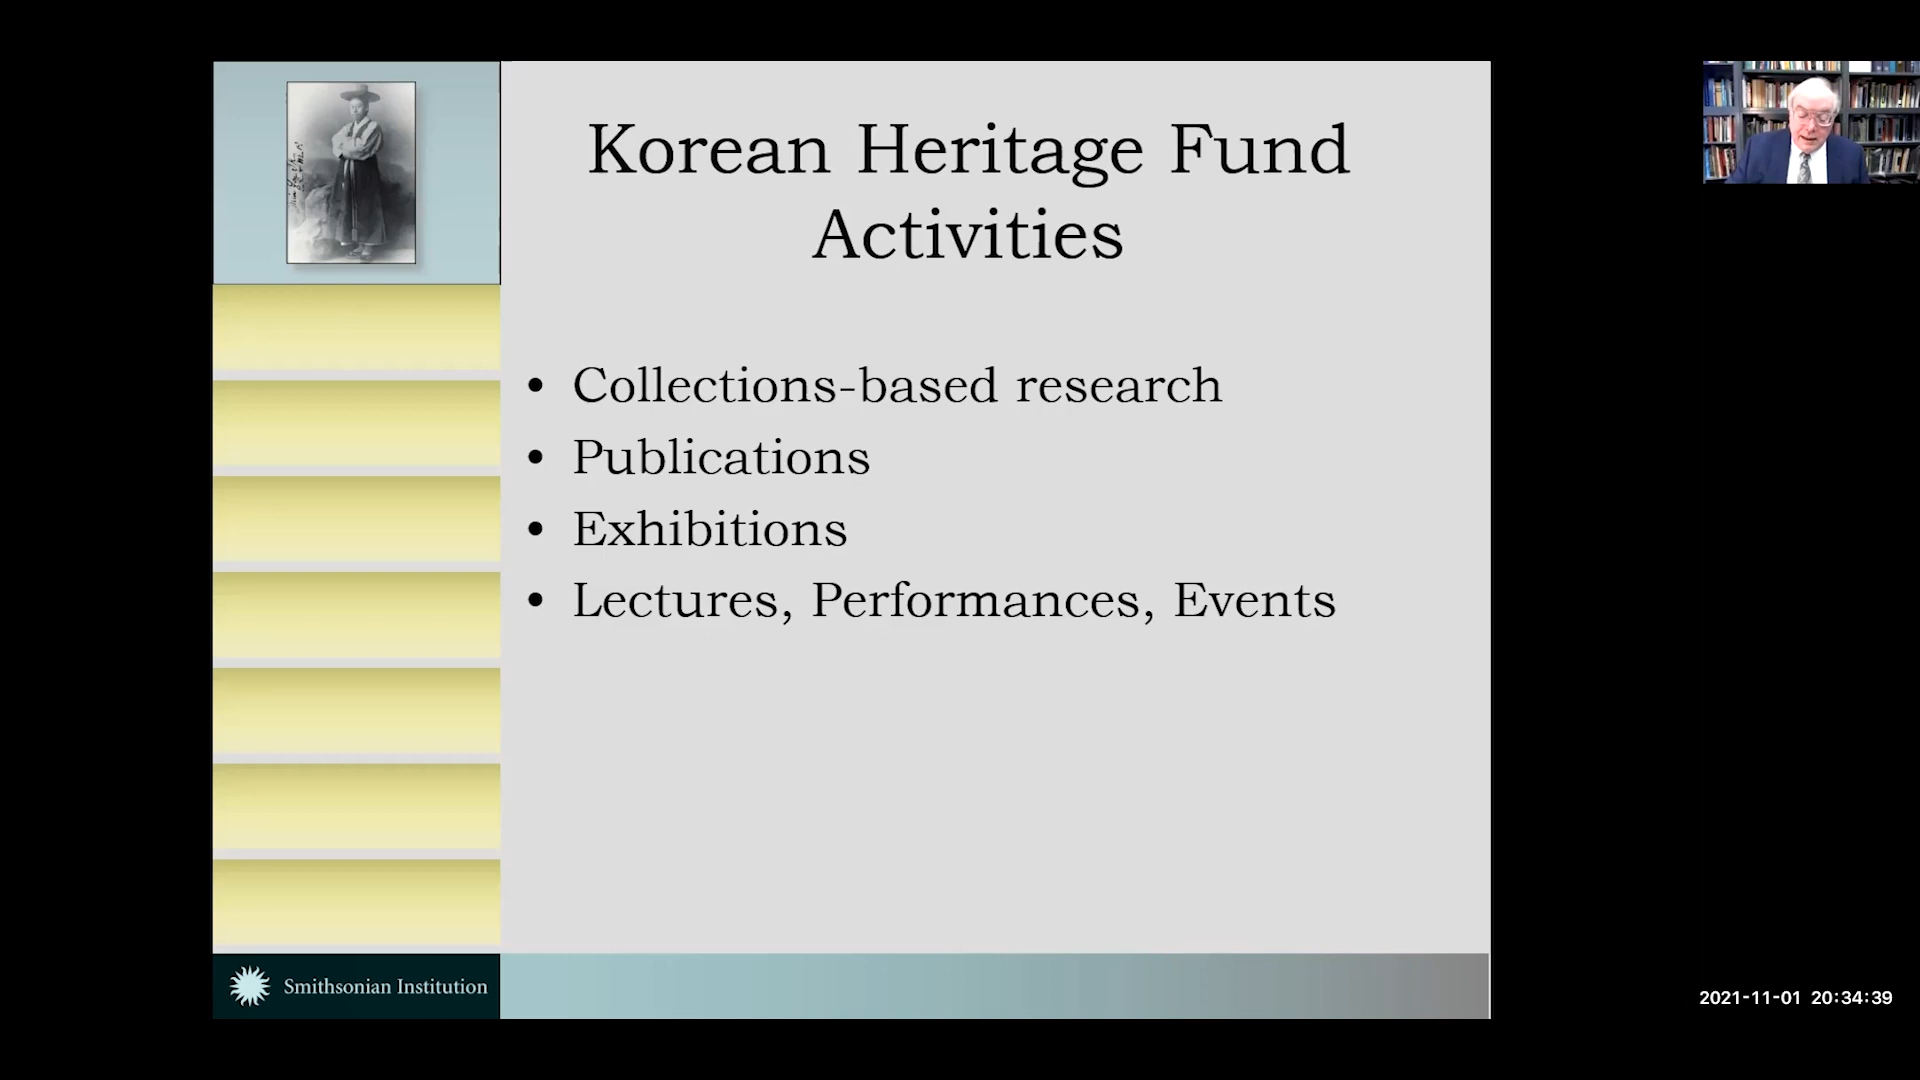 Korean Heritage Fund
Activities
• Collections-based research
• Publications
• Exhibitions
• Lectures, Performances, Events
Smithsonian Institution
2021-11-01 20:34:39